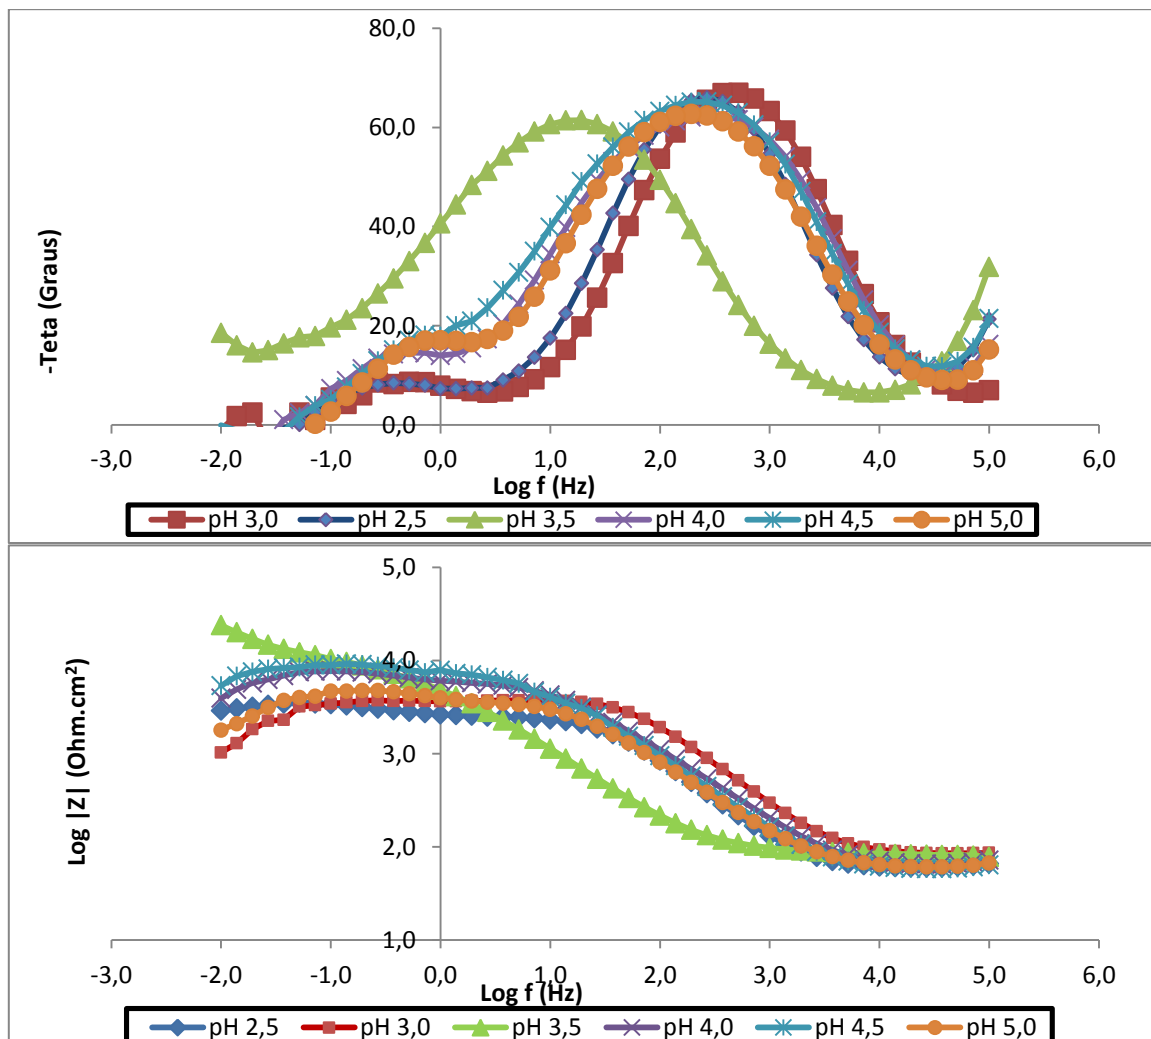 80,0
60,0
40,0
20,0
0,0
-Teta (Graus)
-3,0 -2,0 -1,0 0,0 1,0 2,0 3,0 4,0 5,0 6,0
Log f (Hz)
pH 3,0 pH 2,5 pH 3,5 pH 4,0 pH 4,5 pH 5,0
5,0
4,0
3,0
2,0
1,0
Log |Z| (Ohm.cm²)
-3,0 -2,0 -1,0 0,0 1,0 2,0 3,0 4,0 5,0 6,0
Log f (Hz)
pH 2,5 pH 3,0 pH 3,5 pH 4,0 pH 4,5 pH 5,0